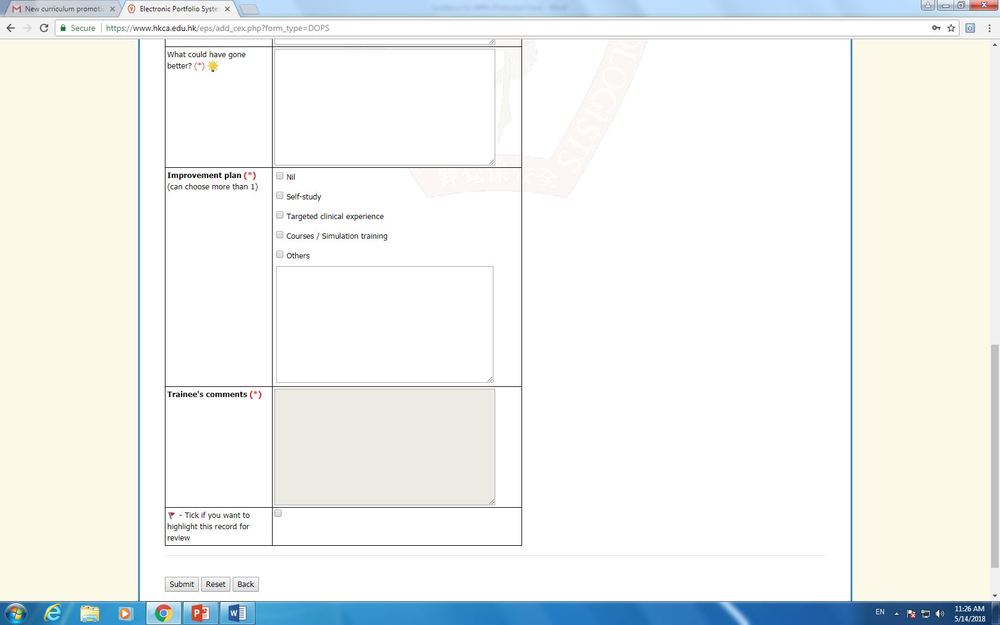 New curriculum promotic
Electronic Portfolio Syste
Secure
https://www.hkca.edu.hk/eps/add_cex.php?form_type=DOPS
What could have gone
better? (*)
Improvement plan (*)
(can choose more than 1)
Nil
Self-study
Targeted clinical experience
Courses / Simulation training
Others
Trainee's comments (*)
- Tick if you want to
highlight this record for
review
Submit
Reset
Back
OLOGISTS
EN
11:26 AM
5/14/2018